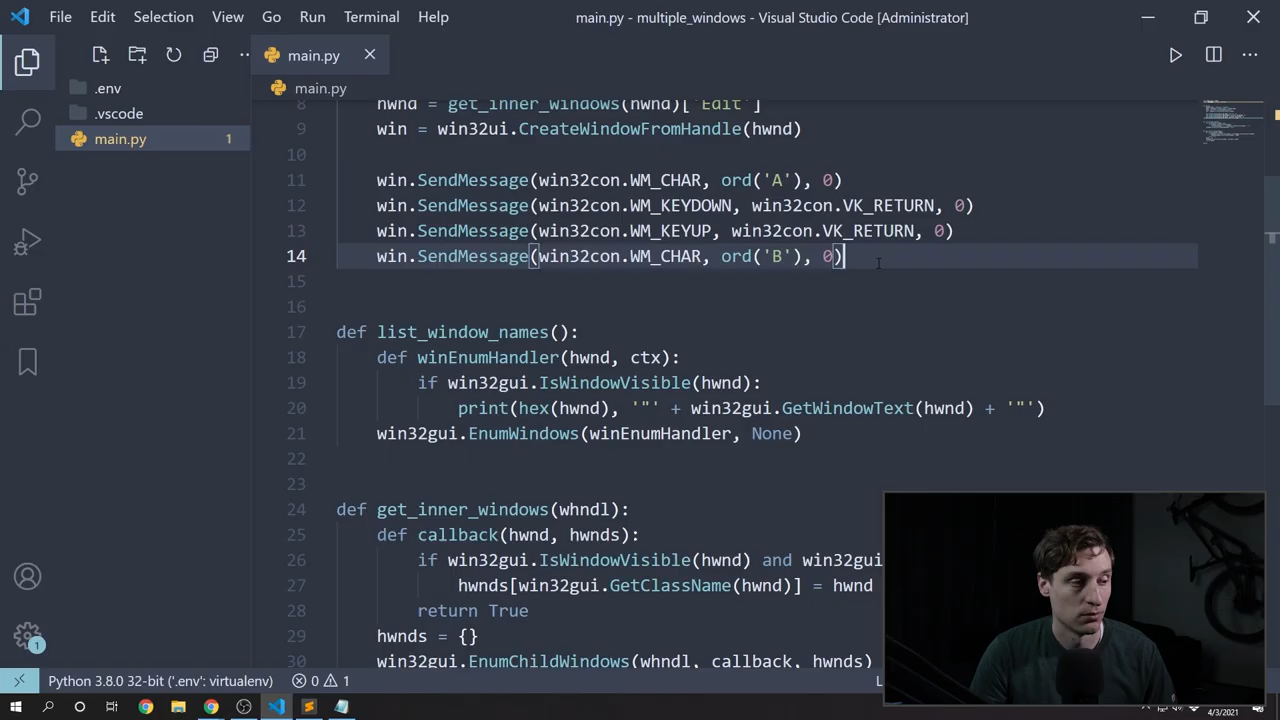 File Edit Selection View Go Run Terminal Help
main.py - multiple_windows - Visual Studio Code [Administrator]
main.py
.env
.vscode
main.py 1
main.py
8 hwnd = get_inner_windows(hwnd)['Edit']
9 win = win32ui.CreateWindowFromHandle(hwnd)
10
11 win.SendMessage(win32con.WM_CHAR, ord('A'), 0)
12 win.SendMessage(win32con.WM_KEYDOWN, win32con.VK_RETURN, 0)
13 win.SendMessage(win32con.WM_KEYUP, win32con.VK_RETURN, 0)
14 win.SendMessage(win32con.WM_CHAR, ord('B'), 0)
15
16
17 def list_window_names():
18 def winEnumHandler(hwnd, ctx):
19 if win32gui.IsWindowVisible(hwnd):
20 print(hex(hwnd), '"' + win32gui.GetWindowText(hwnd) + '"')
21 win32gui.EnumWindows(winEnumHandler, None)
22
23
24 def get_inner_windows(whndl):
25 def callback(hwnd, hwnds):
26 if win32gui.IsWindowVisible(hwnd) and win32gui
27 hwnds[win32gui.GetClassName(hwnd)] = hwnd
28 return True
29 hwnds = {}
30 win32gui.EnumChildWindows(whndl, callback, hwnds)
1
Python 3.8.0 32-bit ('.env': virtualenv) 0 1 L
4/3/2021